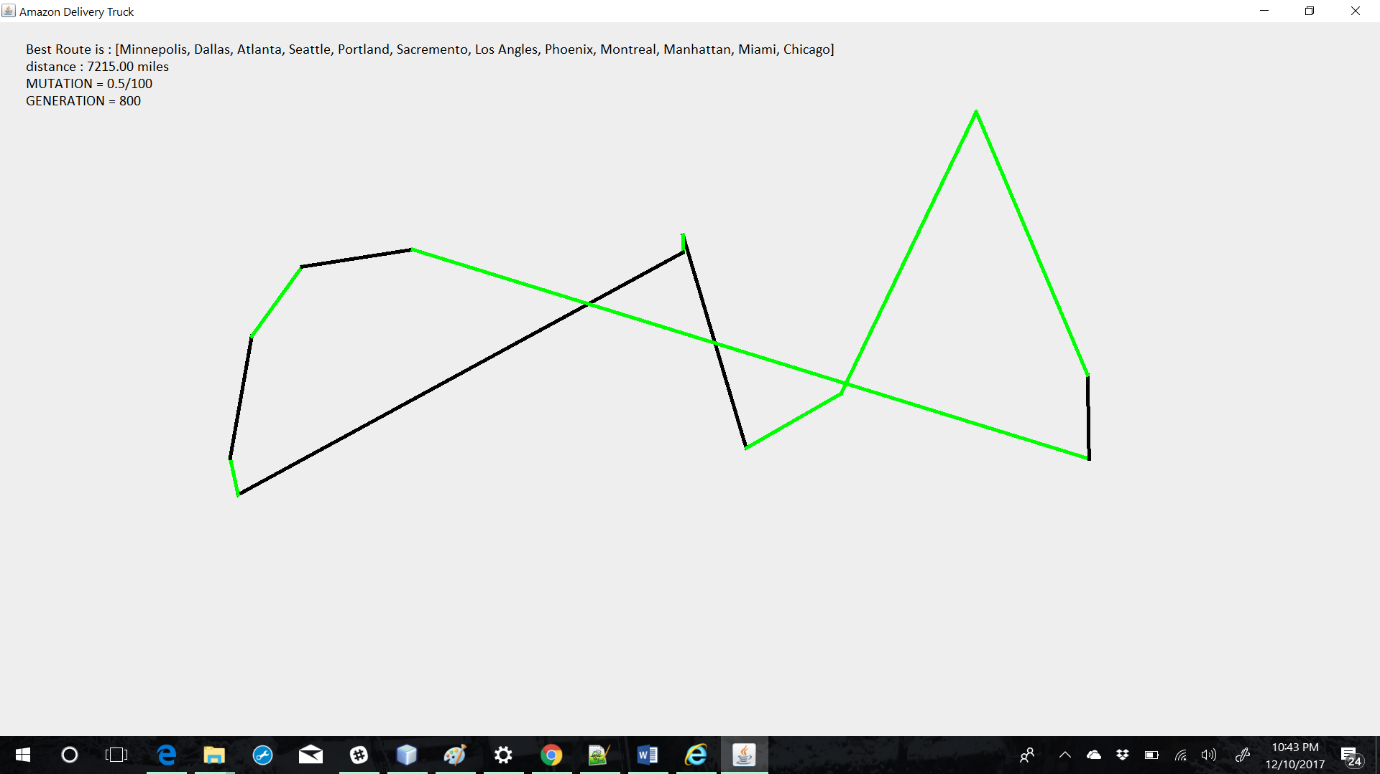 Amazon Delivery Truck
Best Route is : [Minnepolis, Dallas, Atlanta, Seattle, Portland, Sacremento, Los Angles, Phoenix, Montreal, Manhattan, Miami, Chicago]
distance : 7215.00 miles
MUTATION = 0.5/100
GENERATION = 800
10:43 PM
12/10/2017
24